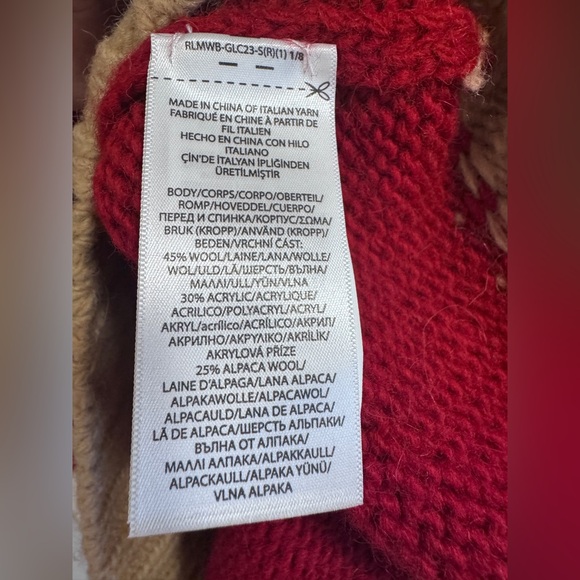 RLMWB-GLC23-S(R)(1) 1/8
MADE IN CHINA OF ITALIAN YARN
FABRIQUÉ EN CHINE À PARTIR DE
FIL ITALIEN
HECHO EN CHINA CON HILO
ITALIANO
ÇİN'DE İTALYAN İPLİĞİNDEN
ÜRETİLMİŞTİR
BODY/CORPS/CORPO/OBERTEIL/
ROMP/HOVEDDEL/CUERPO/
ПЕРЕД И СПИНКА/КОРПУС/ΣΩΜΑ/
BRUK (KROPP)/ANVÄND (KROPP)/
BEDEN/VRCHNÍ ČÁST:
45% WOOL/LAINE/LANA/WOLLE/
WOL/ULD/LÃ/ШЕРСТЬ/ВЪЛНА/
ΜΑΛΛΙ/ULL/YÜN/VLNA
30% ACRYLIC/ACRYLIQUE/
ACRILICO/POLYACRYL/ACRYL/
AKRYL/acrílico/ACRÍLICO/АКРИЛ/
АКРИЛНО/ΑΚΡΥΛΙΚΟ/AKRİLİK/
AKRYLOVÁ PŘÍZE
25% ALPACA WOOL/
LAINE D'ALPAGA/LANA ALPACA/
ALPAKAWOLLE/ALPACAWOL/
ALPACAULD/LANA DE ALPACA/
LÃ DE ALPACA/ШЕРСТЬ АЛЬПАКИ/
ВЪЛНА ОТ АЛПАКА/
ΜΑΛΛΙ ΑΛΠΑΚΑ/ALPAKKAULL/
ALPACKAULL/ALPAKA YÜNÜ/
VLNA ALPAKA